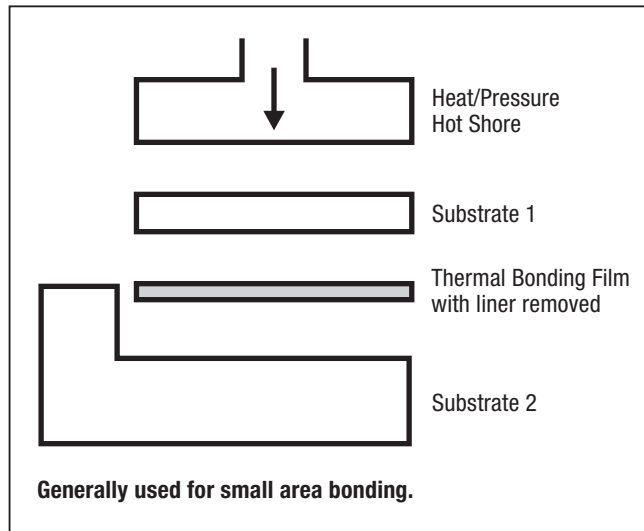 Heat/Pressure
Hot Shore
Substrate 1
Thermal Bonding Film
with liner removed
Substrate 2
Generally used for small area bonding.